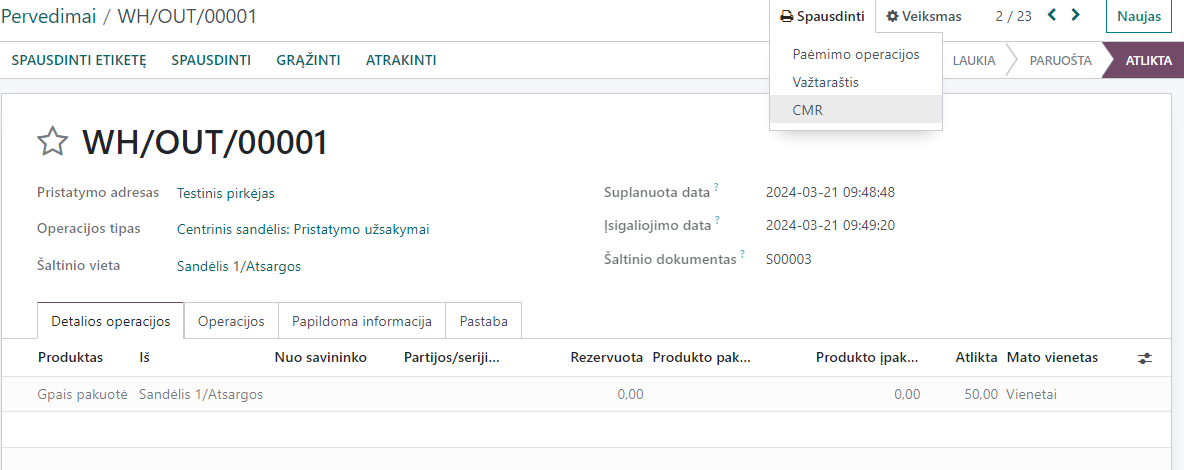 Pervedimai / WH/OUT/00001
Spausdinti Veiksmas 2 / 23 Naujas
Paėmimo operacijos
Važtaraštis
CMR
SPAUSDINTI ETIKETĘ SPAUSDINTI GRĄŽINTI ATRAKINTI LAUKIA PARUOŠTA ATLIKTA
WH/OUT/00001
Pristatymo adresas Testinis pirkėjas
Operacijos tipas Centrinis sandėlis: Pristatymo užsakymai
Šaltinio vieta Sandėlis 1/Atsargos
Suplanuota data ? 2024-03-21 09:48:48
Įsigaliojimo data ? 2024-03-21 09:49:20
Šaltinio dokumentas ? S00003
Detalios operacijos Operacijos Papildoma informacija Pastaba
Produktas Iš Nuo savininko Partijos/seriji... Rezervuota Produkto pak... Produkto įpak... Atlikta Mato vienetas
Gpais pakuotė Sandėlis 1/Atsargos 0,00 0,00 50,00 Vienetai